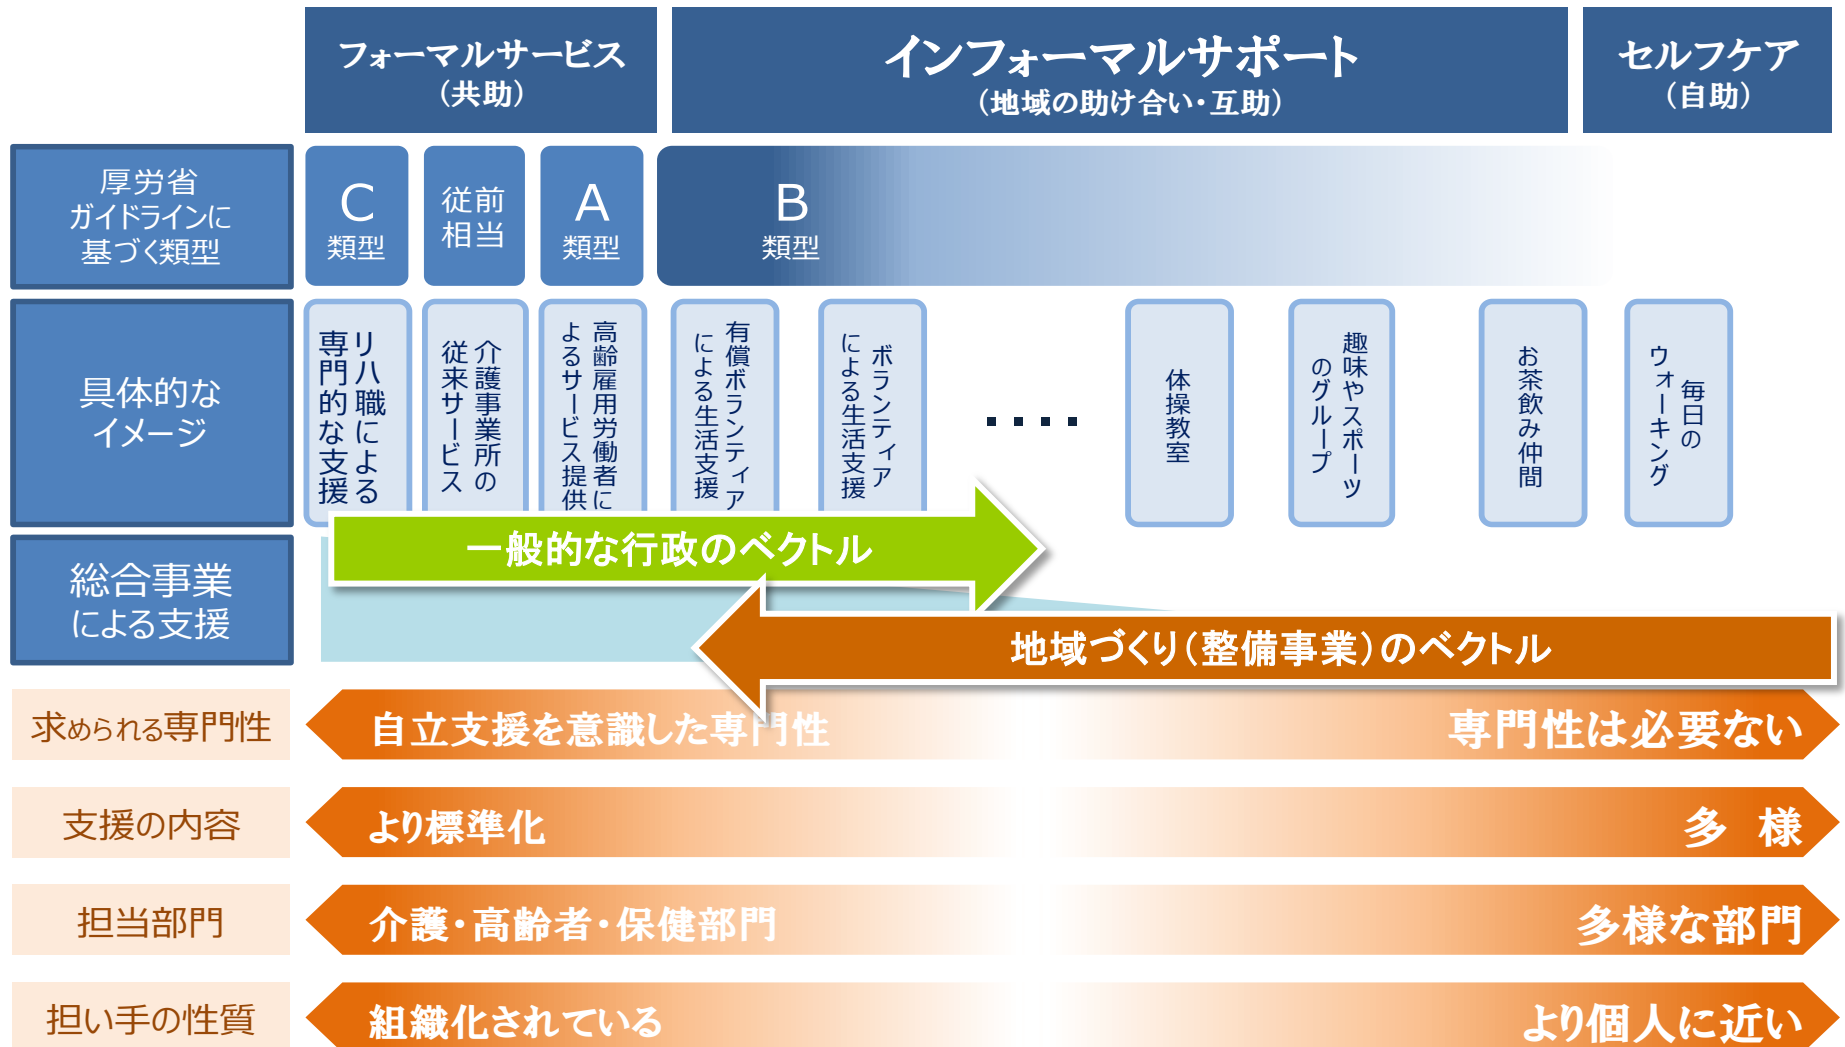 フォーマルサービス
（共助）
インフォーマルサポート
（地域の助け合い・互助）
セルフケア
（自助）
厚労省
ガイドラインに
基づく類型
C
類型
従前
相当
A
類型
B
類型
具体的な
イメージ
リハ職による
専門的な支援
介護事業所の
従来サービス
高齢雇用労働者に
よるサービス提供
有償ボランティア
による生活支援
ボランティア
による生活支援
・・・・
体操教室
趣味やスポーツ
のグループ
お茶飲み仲間
毎日の
ウォーキング
総合事業
による支援
一般的な行政のベクトル
地域づくり（整備事業）のベクトル
求められる専門性
自立支援を意識した専門性
専門性は必要ない
支援の内容
より標準化
多　様
担当部門
介護・高齢者・保健部門
多様な部門
担い手の性質
組織化されている
より個人に近い